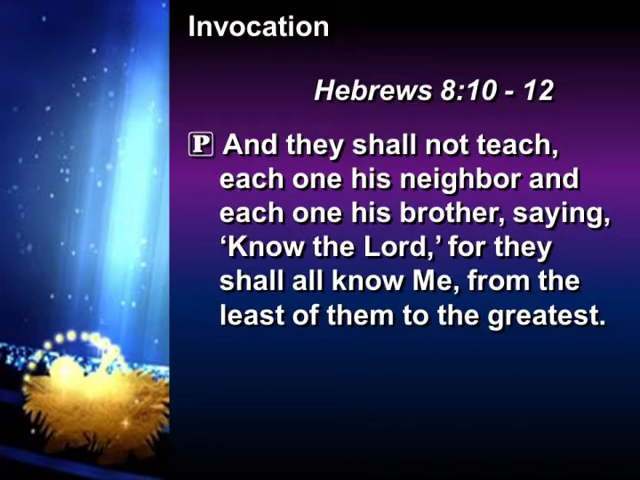 Invocation
Hebrews 8:10 - 12
P And they shall not teach,
each one his neighbor and
each one his brother, saying,
‘Know the Lord,’ for they
shall all know Me, from the
least of them to the greatest.